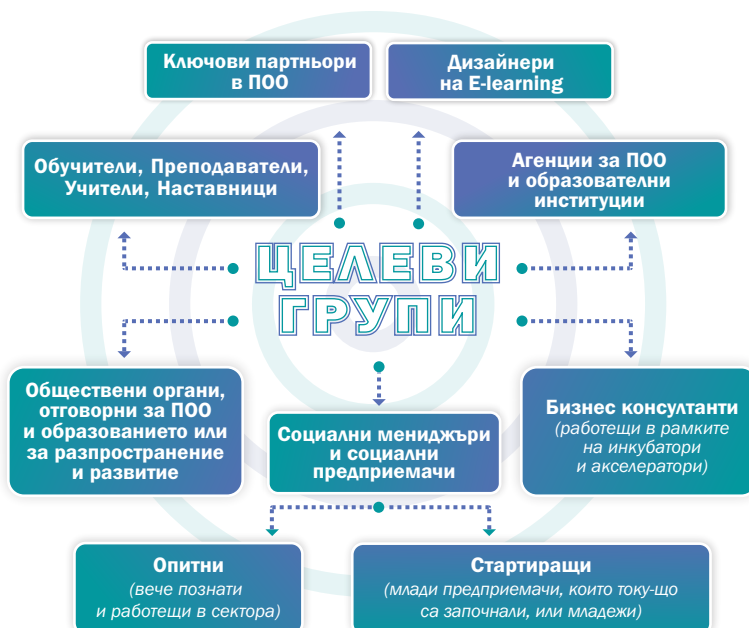 Ключови партньори
в ПОО
Дизайнери
на E-learning
Обучители, Преподаватели,
Учители, Наставници
Агенции за ПОО
и образователни
институции
ЦЕЛЕВИ
ГРУПИ
Обществени органи,
отговорни за ПОО
и образованието или
за разпространение
и развитие
Социални мениджъри
и социални
предприемачи
Бизнес консултанти
(работещи в рамките
на инкубатори
и акселератори)
Опитни
(вече познати
и работещи в сектора)
Стартиращи
(млади предприемачи, които току-що
са започнали, или младежи)